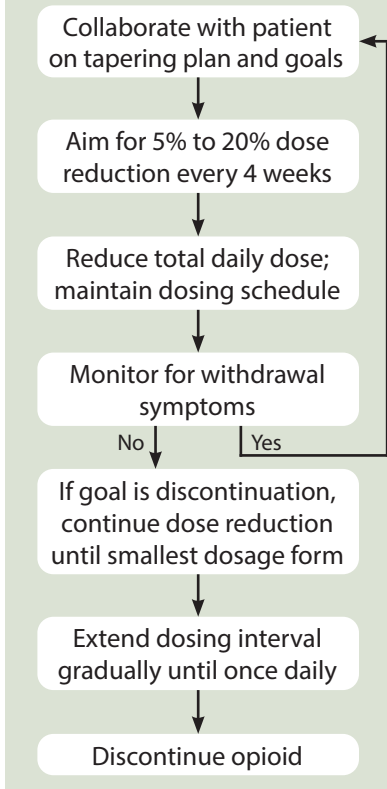 Collaborate with patient
on tapering plan and goals
Aim for 5% to 20% dose
reduction every 4 weeks
Reduce total daily dose;
maintain dosing schedule
Monitor for withdrawal
symptoms
No
Yes
If goal is discontinuation,
continue dose reduction
until smallest dosage form
Extend dosing interval
gradually until once daily
Discontinue opioid